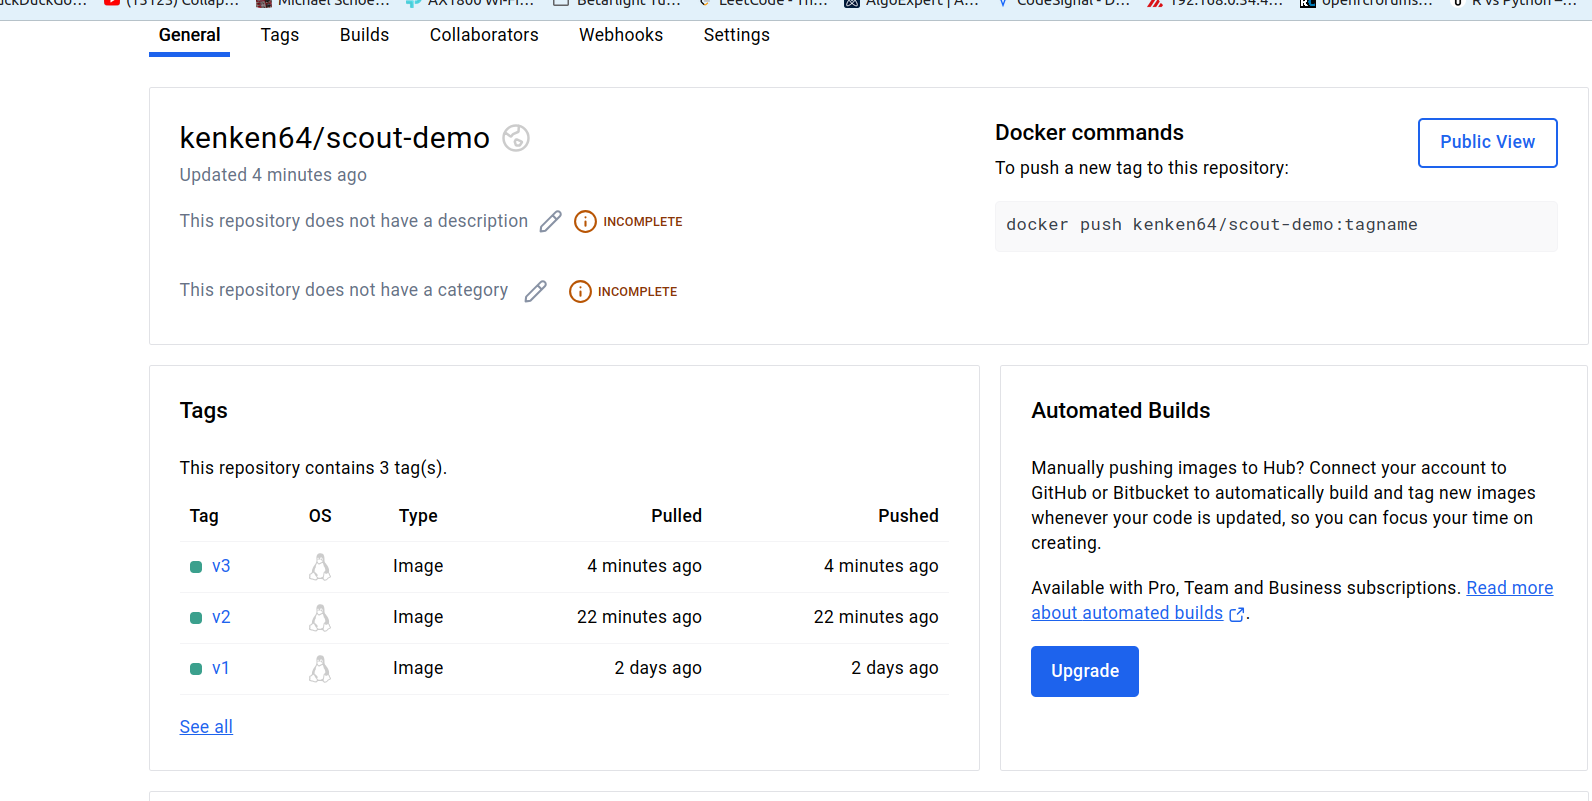 (15123) Collap...
Michael Schoe...
AX1800 Wi-Fi...
Betaflight Tu...
LeetCode - Th...
AlgoExpert | A...
CodeSignal - D...
192.168.0.54:4...
openrcforums...
R vs Python –...
General Tags Builds Collaborators Webhooks Settings
kenken64/scout-demo
Updated 4 minutes ago
This repository does not have a description INCOMPLETE
This repository does not have a category INCOMPLETE
Docker commands
To push a new tag to this repository:
Public View
docker push kenken64/scout-demo:tagname
Tags
This repository contains 3 tag(s).
Tag OS Type Pulled Pushed
v3 Image 4 minutes ago 4 minutes ago
v2 Image 22 minutes ago 22 minutes ago
v1 Image 2 days ago 2 days ago
See all
Automated Builds
Manually pushing images to Hub? Connect your account to
GitHub or Bitbucket to automatically build and tag new images
whenever your code is updated, so you can focus your time on
creating.
Available with Pro, Team and Business subscriptions. Read more
about automated builds .
Upgrade